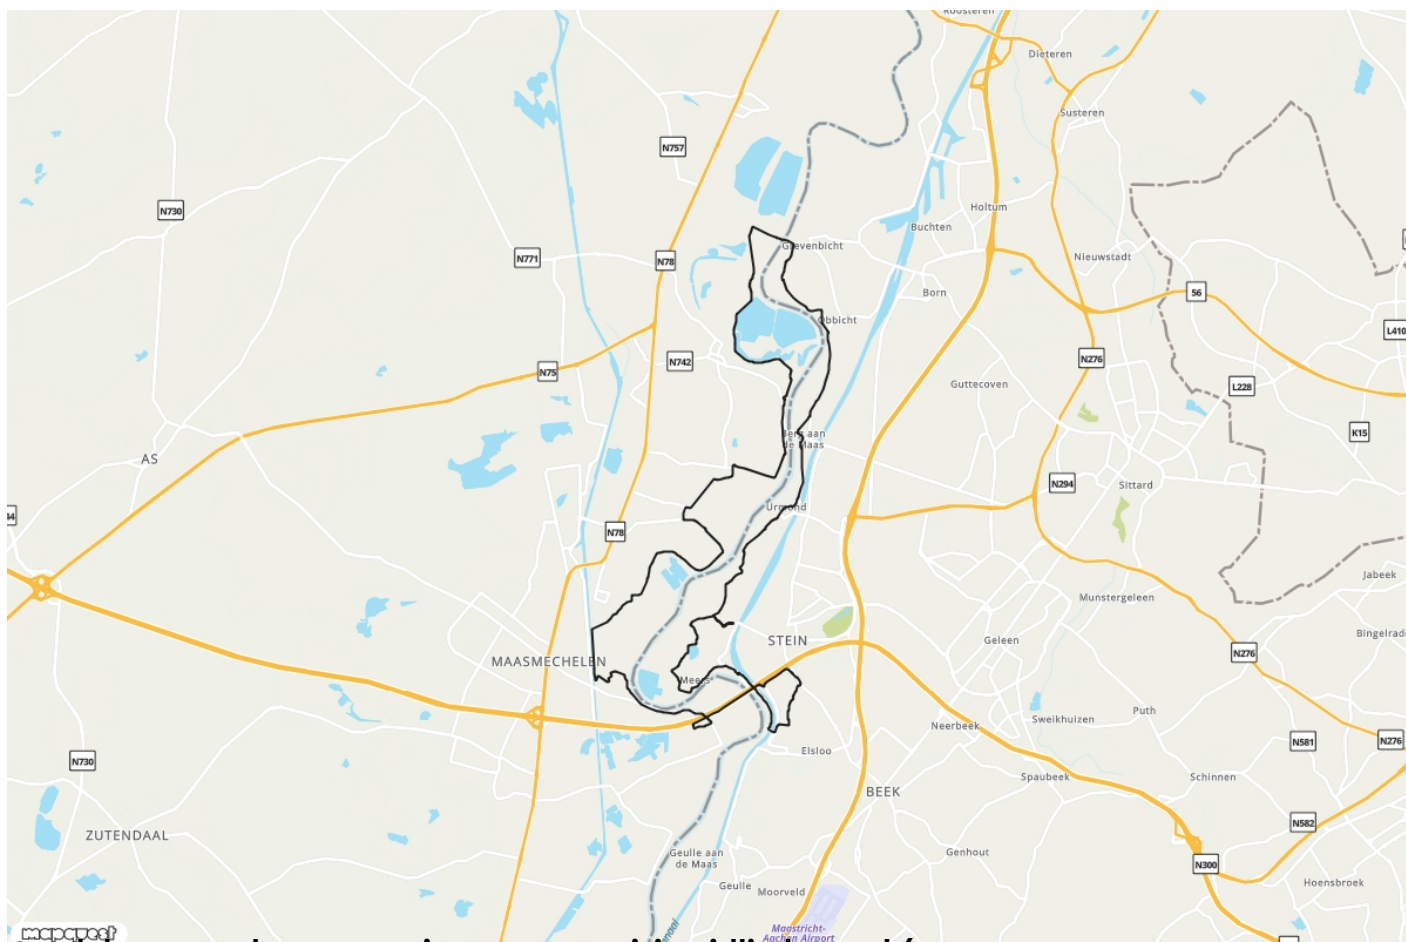 Roosteren
Dieteren
Susteren
N757
N730
Holtum
Buchten
Grevenbicht
N771
N78
Nieuwstadt
Born
56
Obbicht
L410
N742
N276
N75
Guttecoven
L228
K15
Berg aan
de Maas
AS
N294
Sittard
Urmond
44
N78
Jabeek
Munstergeleen
STEIN
Geleen
Bingelrade
N276
MAASMECHELEN
Meers
Puth
Sweikhuizen
Neerbeek
N581
N276
Elsloo
N730
Spaubeek
Schinnen
BEEK
N582
ZUTENDAAL
Geulle aan
de Maas
Genhout
N300
Geulle
Moorveld
Hoensbroek
Maastricht-
Aachen Airport
mapquest